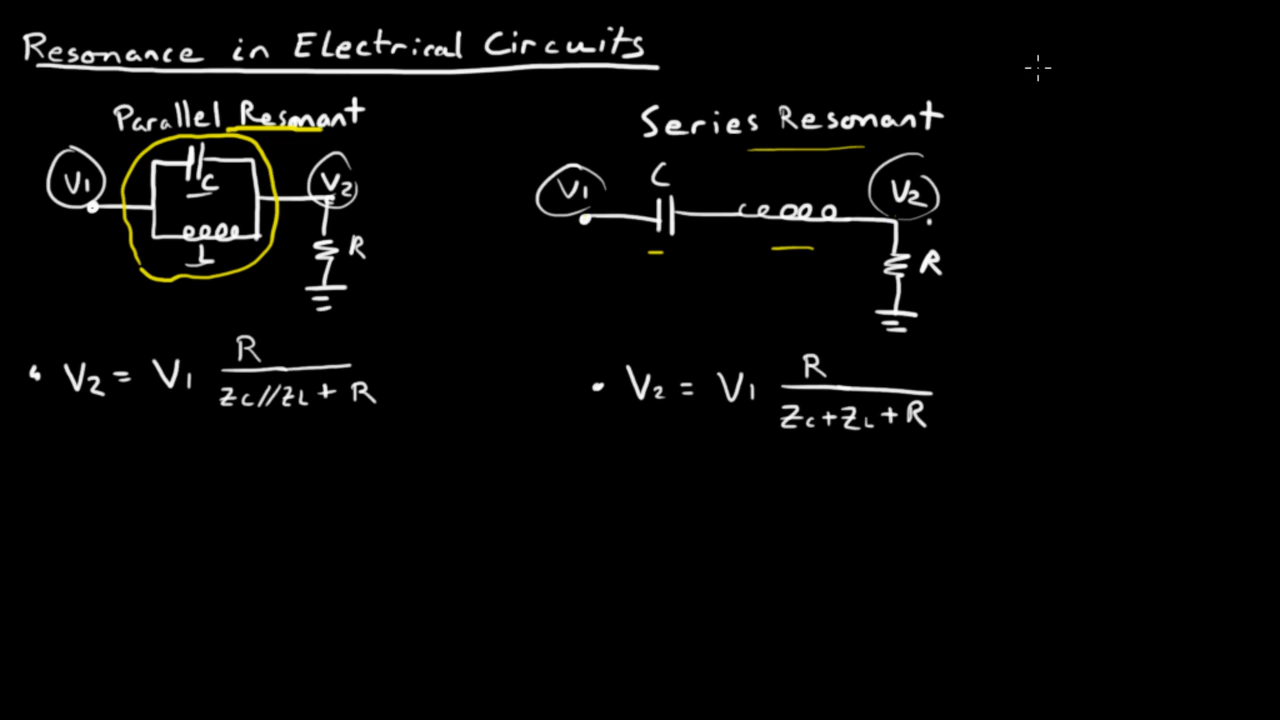 Resonance in Electrical Circuits
Parallel Resonant
V1
C
L
V2
R
V2 = V1 R / ZC//ZL + R
Series Resonant
V1
C
V2
R
V2 = V1 R / ZC+ZL+R